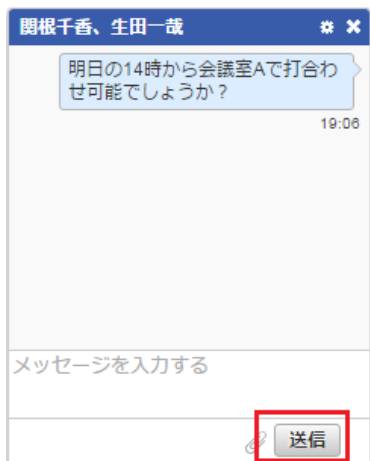 関根千香、生田一哉
明日の14時から会議室Aで打合わ
せ可能でしょうか？
19:06
メッセージを入力する
送信